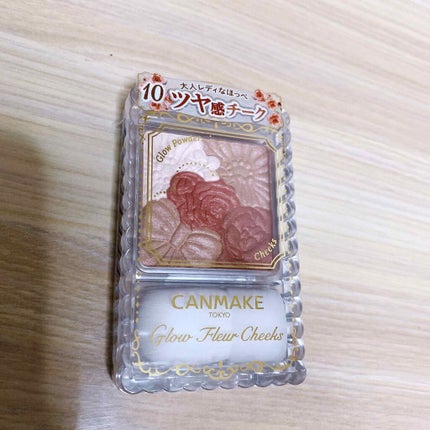 10
大人レディなほっぺ
ツヤ感チーク
Glow Powder
Cheeks
CANMAKE
TOKYO
Glow Fleur Cheeks